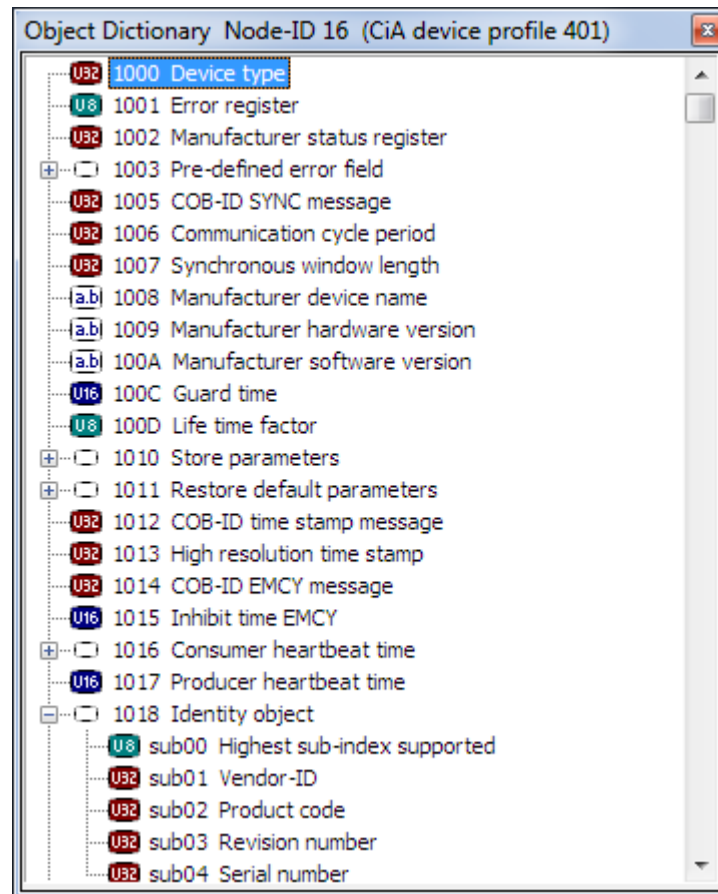 Object Dictionary Node-ID 16 (CiA device profile 401)
U32 1000 Device type
U8 1001 Error register
U32 1002 Manufacturer status register
1003 Pre-defined error field
U32 1005 COB-ID SYNC message
U32 1006 Communication cycle period
U32 1007 Synchronous window length
a.b 1008 Manufacturer device name
a.b 1009 Manufacturer hardware version
a.b 100A Manufacturer software version
U16 100C Guard time
U8 100D Life time factor
1010 Store parameters
1011 Restore default parameters
U32 1012 COB-ID time stamp message
U32 1013 High resolution time stamp
U32 1014 COB-ID EMCY message
U16 1015 Inhibit time EMCY
1016 Consumer heartbeat time
U16 1017 Producer heartbeat time
1018 Identity object
U8 sub00 Highest sub-index supported
U32 sub01 Vendor-ID
U32 sub02 Product code
U32 sub03 Revision number
U32 sub04 Serial number